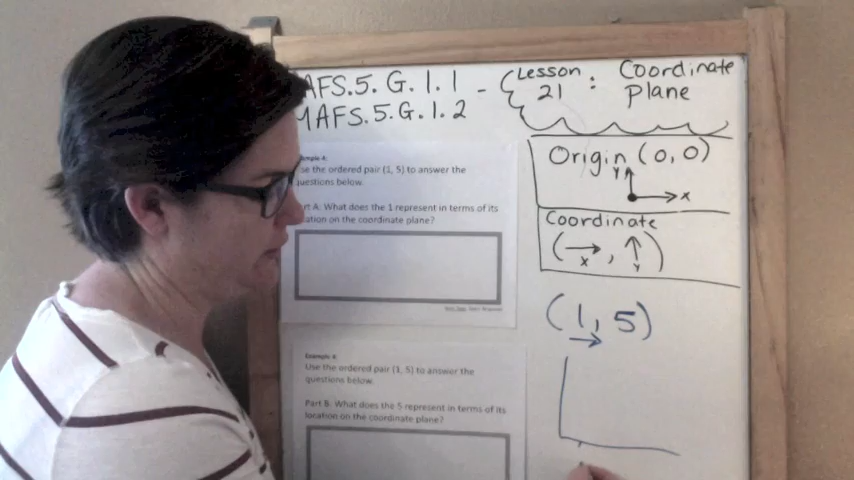 AFS.5.G.1.1 - Lesson 21 : Coordinate Plane
MAFS.5.G.1.2
Origin (0,0)
y
x
Coordinate
( → , ↑ )
x y
(1, 5)
→
use the ordered pair (1, 5) to answer the
questions below.
Part A: What does the 1 represent in terms of its
location on the coordinate plane?
Example 4:
Use the ordered pair (1, 5) to answer the
questions below.
Part B: What does the 5 represent in terms of its
location on the coordinate plane?